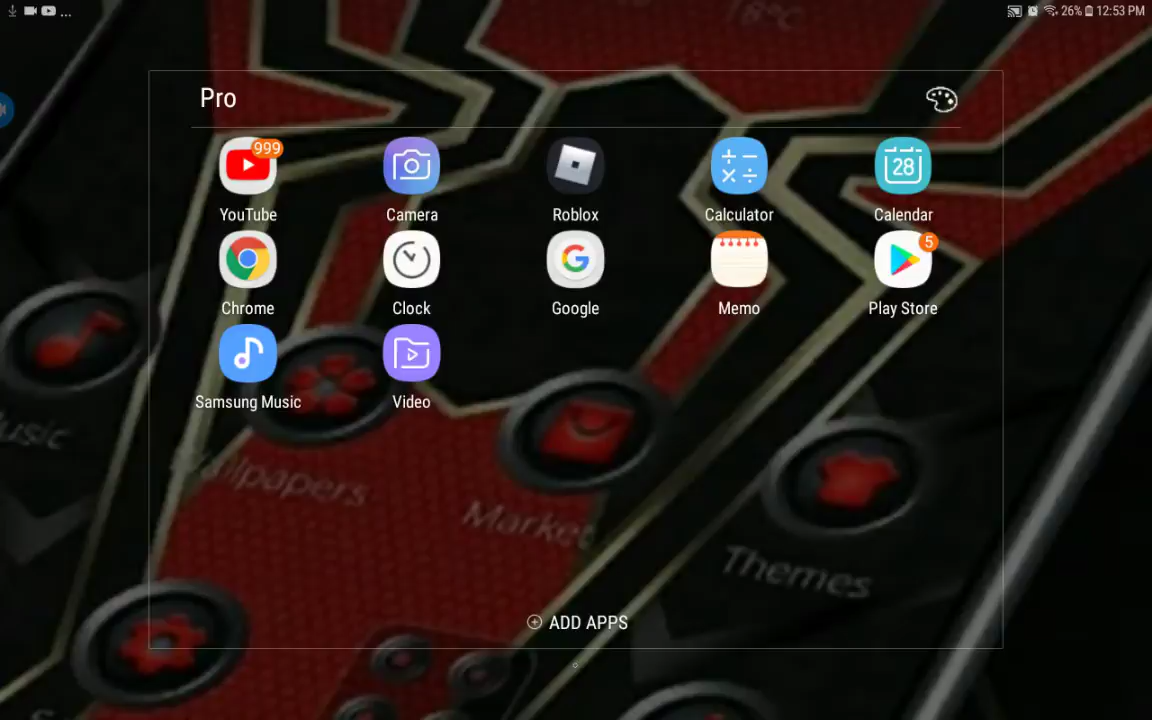 26% 12:53 PM
18°C
Pro
999
28
YouTube
Camera
Roblox
Calculator
Calendar
5
Chrome
Clock
Google
Memo
Play Store
Samsung Music
Video
Wallpapers
Market
Themes
ADD APPS